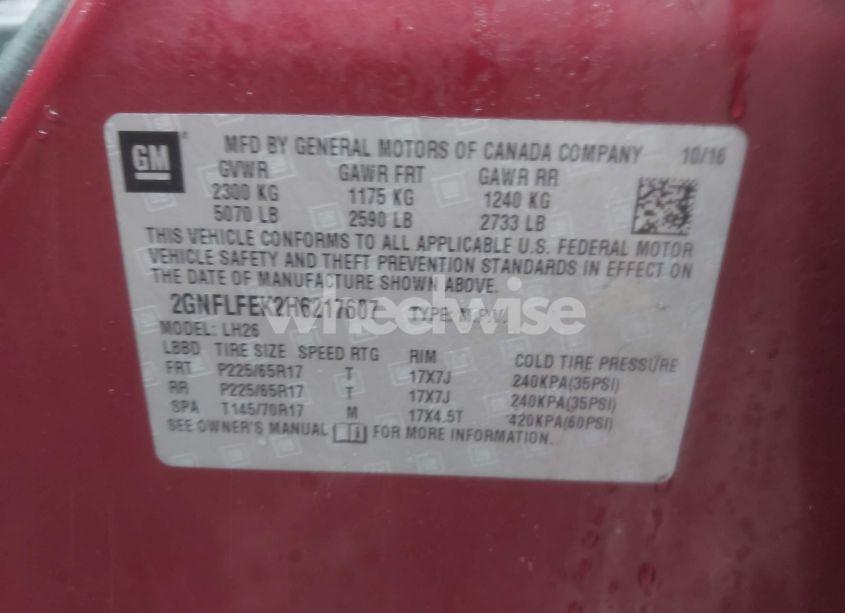 GM MFD BY GENERAL MOTORS OF CANADA COMPANY 10/16
GVWR GAWR FRT GAWR RR
2300 KG 1175 KG 1240 KG
5070 LB 2590 LB 2733 LB
THIS VEHICLE CONFORMS TO ALL APPLICABLE U.S. FEDERAL MOTOR
VEHICLE SAFETY AND THEFT PREVENTION STANDARDS IN EFFECT ON
THE DATE OF MANUFACTURE SHOWN ABOVE.
2GNFLFEK2H6217607 TYPE: M.P.V.
wheelwise
MODEL: LH26
LBBD TIRE SIZE SPEED RTG RIM COLD TIRE PRESSURE
FRT P225/65R17 T 17X7J 240KPA(35PSI)
RR P225/65R17 T 17X7J 240KPA(35PSI)
SPA T145/70R17 M 17X4.5T 420KPA(60PSI)
SEE OWNER'S MANUAL FOR MORE INFORMATION.